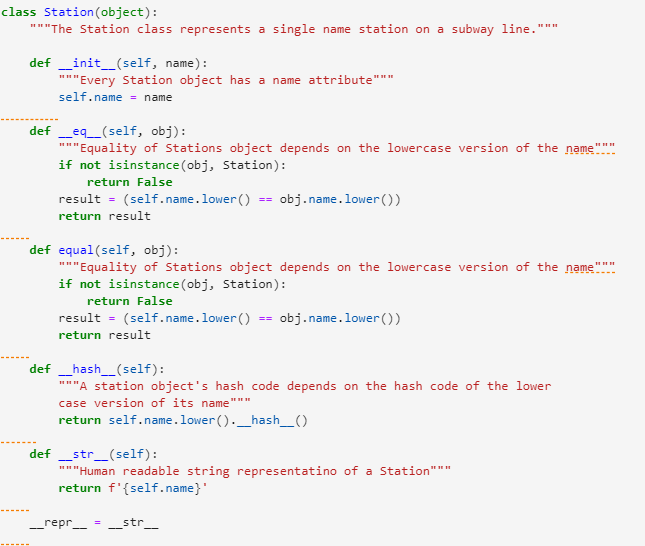 class Station(object):
    """The Station class represents a single name station on a subway line."""
    def __init__(self, name):
        """Every Station object has a name attribute"""
        self.name = name
    def __eq__(self, obj):
        """Equality of Stations object depends on the lowercase version of the name"""
        if not isinstance(obj, Station):
            return False
        result = (self.name.lower() == obj.name.lower())
        return result
    def equal(self, obj):
        """Equality of Stations object depends on the lowercase version of the name"""
        if not isinstance(obj, Station):
            return False
        result = (self.name.lower() == obj.name.lower())
        return result
    def __hash__(self):
        """A station object's hash code depends on the hash code of the lower
        case version of its name"""
        return self.name.lower().__hash__()
    def __str__(self):
        """Human readable string representatino of a Station"""
        return f'{self.name}'
    __repr__ = __str__